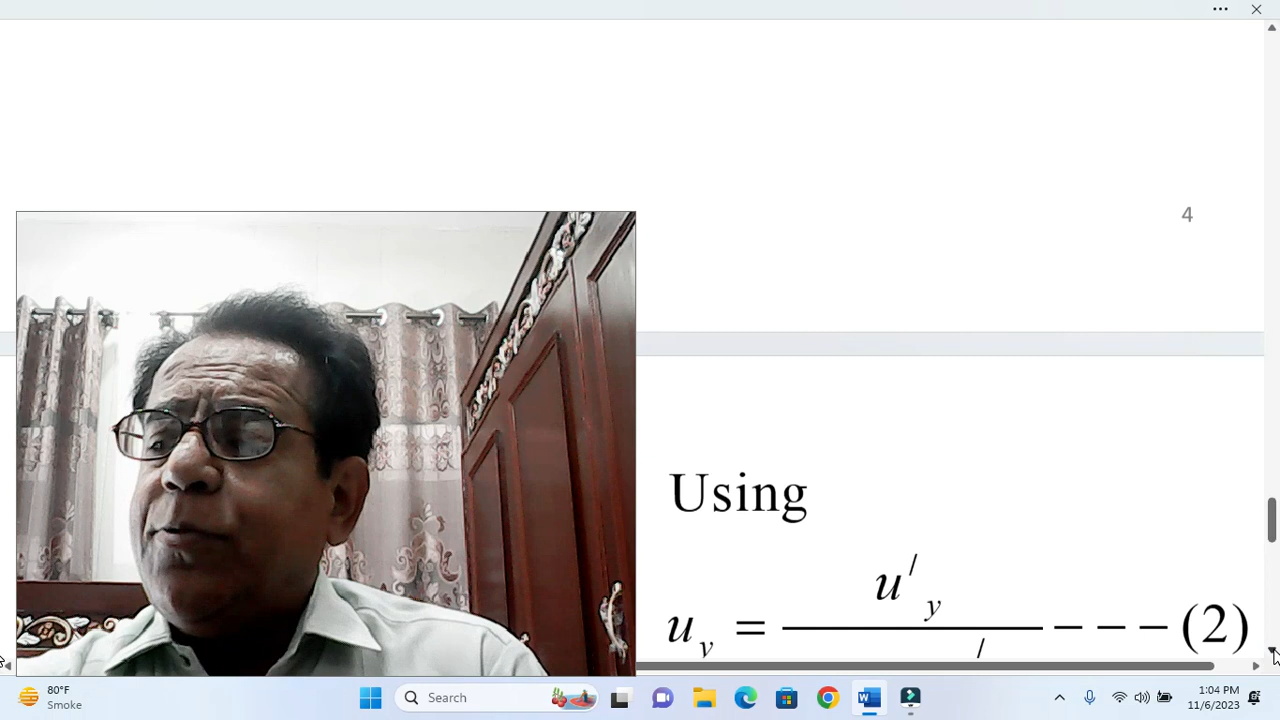 4
Using
u_y = u'_y / ' ---(2)
80°F
Smoke
Search
1:04 PM
11/6/2023